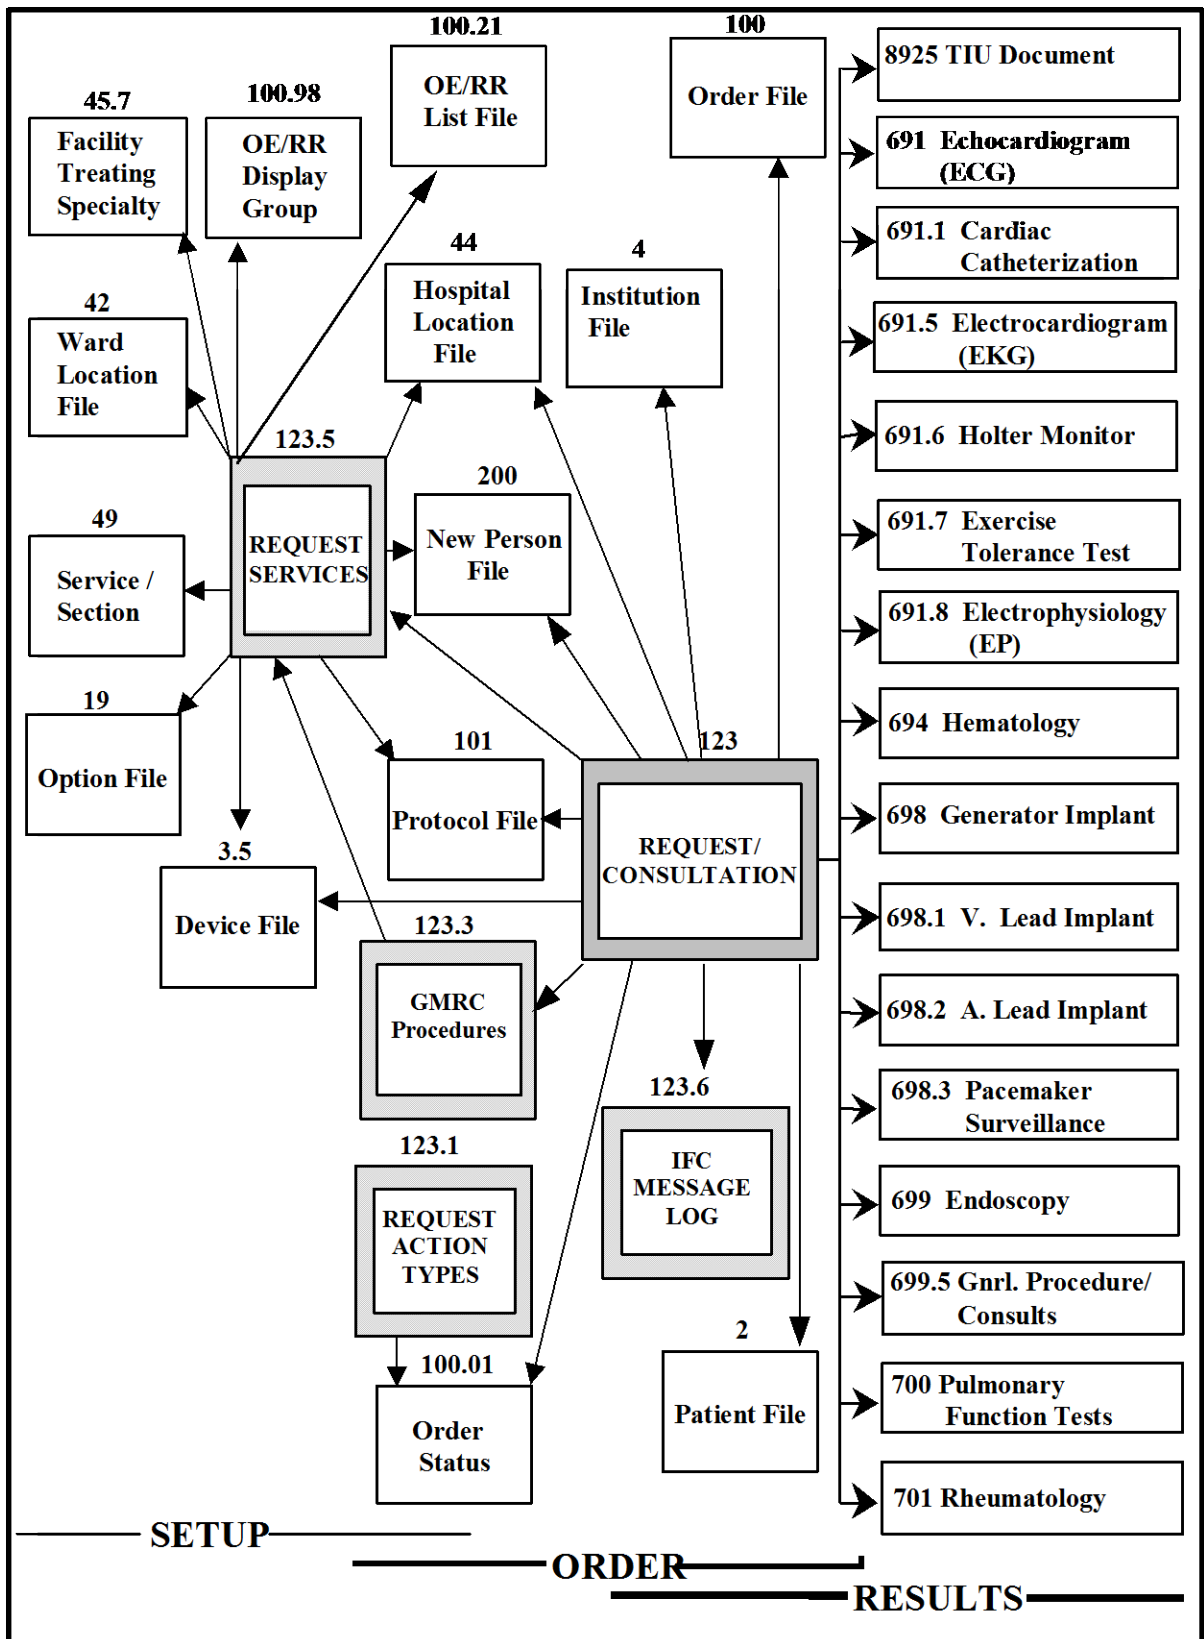 100.21
100
45.7
100.98
OE/RR
List File
Order File
Facility
Treating
Specialty
OE/RR
Display
Group
44
4
42
Hospital
Location
File
Institution
File
Ward
Location
File
123.5
200
49
REQUEST
SERVICES
New Person
File
Service /
Section
19
101
123
Option File
Protocol File
REQUEST/
CONSULTATION
3.5
Device File
123.3
GMRC
Procedures
123.6
123.1
IFC
MESSAGE
LOG
REQUEST
ACTION
TYPES
2
100.01
Order
Status
Patient File
8925 TIU Document
691 Echocardiogram
(ECG)
691.1 Cardiac
Catheterization
691.5 Electrocardiogram
(EKG)
691.6 Holter Monitor
691.7 Exercise
Tolerance Test
691.8 Electrophysiology
(EP)
694 Hematology
698 Generator Implant
698.1 V. Lead Implant
698.2 A. Lead Implant
698.3 Pacemaker
Surveillance
699 Endoscopy
699.5 Gnrl. Procedure/
Consults
700 Pulmonary
Function Tests
701 Rheumatology
SETUP
ORDER
RESULTS